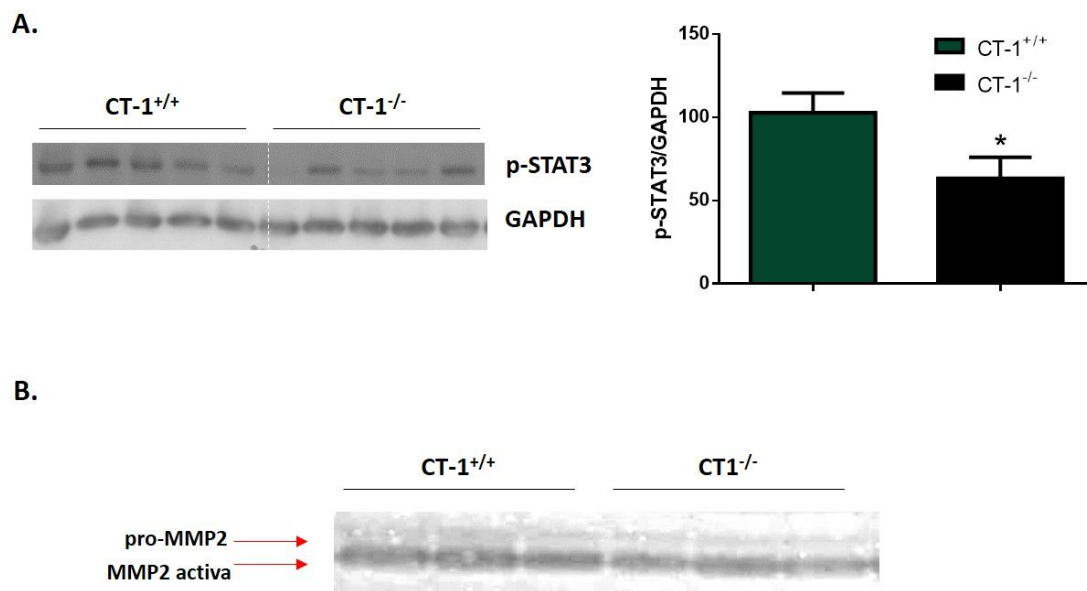 A.
CT-1+/+
CT-1-/-
p-STAT3
GAPDH
p-STAT3/GAPDH
150
100
50
0
CT-1+/+
CT-1-/-
*
B.
CT-1+/+
CT1-/-
pro-MMP2
MMP2 activa